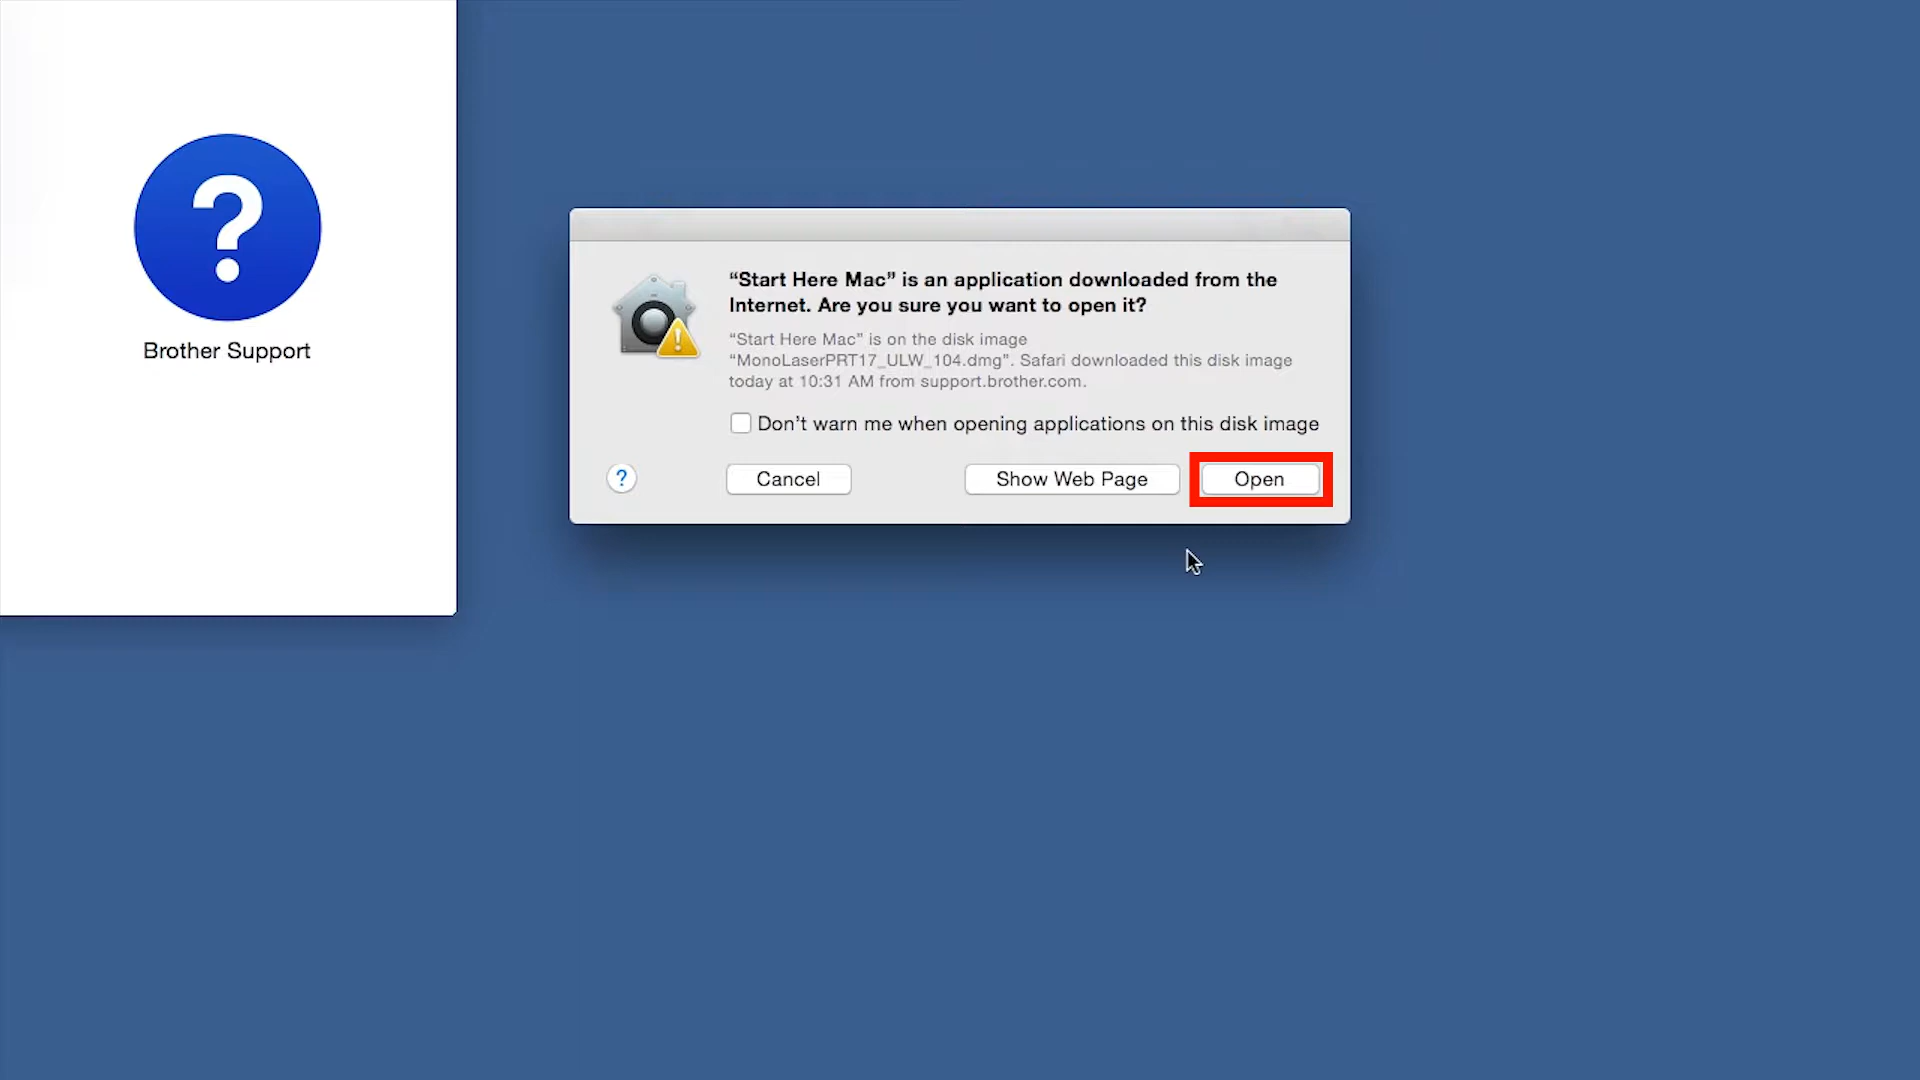 Brother Support
“Start Here Mac” is an application downloaded from the
Internet. Are you sure you want to open it?
“Start Here Mac” is on the disk image
“MonoLaserPRT17_ULW_104.dmg”. Safari downloaded this disk image
today at 10:31 AM from support.brother.com.
Don’t warn me when opening applications on this disk image
?
Cancel
Show Web Page
Open